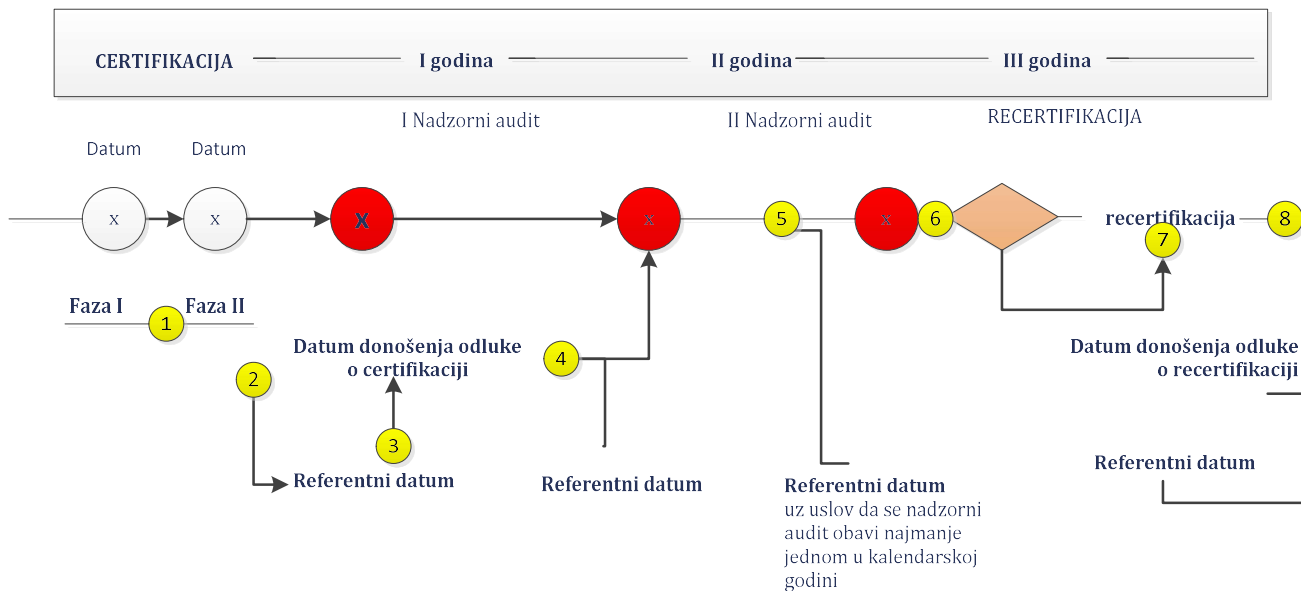 CERTIFIKACIJA I godina II godina III godina
I Nadzorni audit II Nadzorni audit RECERTIFIKACIJA
Datum Datum
x x X x 5 x 6 recertifikacija 8
7
Faza I 1 Faza II
Datum donošenja odluke
o certifikaciji
4
Datum donošenja odluke
o recertifikaciji
2
3
Referentni datum
Referentni datum
Referentni datum
uz uslov da se nadzorni
audit obavi najmanje
jednom u kalendarskoj
godini
Referentni datum